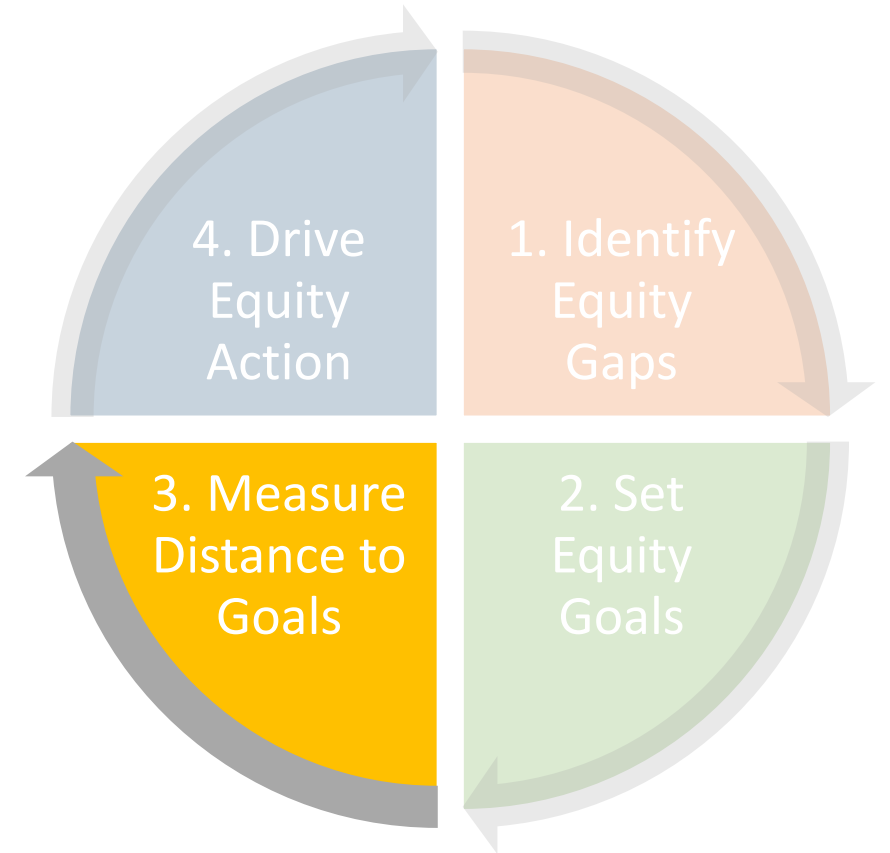 1. Identify
Equity
Gaps
2. Set
Equity
Goals
3. Measure
Distance to
Goals
4. Drive
Equity
Action